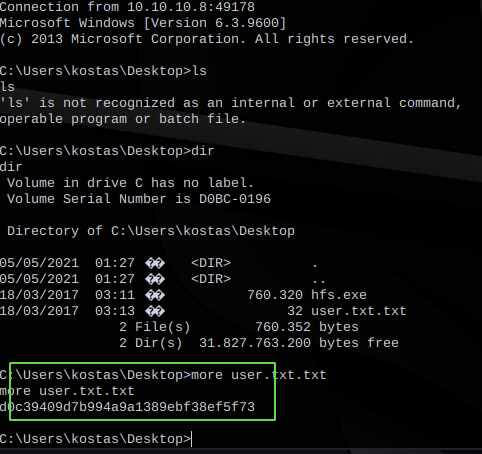 Connection from 10.10.10.8:49178
Microsoft Windows [Version 6.3.9600]
(c) 2013 Microsoft Corporation. All rights reserved.
C:\Users\kostas\Desktop>ls
ls
'ls' is not recognized as an internal or external command,
operable program or batch file.
C:\Users\kostas\Desktop>dir
dir
 Volume in drive C has no label.
 Volume Serial Number is D0BC-0196
 Directory of C:\Users\kostas\Desktop
05/05/2021  01:27 ��    <DIR>          .
05/05/2021  01:27 ��    <DIR>          ..
18/03/2017  03:11 ��           760.320 hfs.exe
18/03/2017  03:13 ��                32 user.txt.txt
               2 File(s)        760.352 bytes
               2 Dir(s)  31.827.763.200 bytes free
C:\Users\kostas\Desktop>more user.txt.txt
more user.txt.txt
d0c39409d7b994a9a1389ebf38ef5f73
C:\Users\kostas\Desktop>